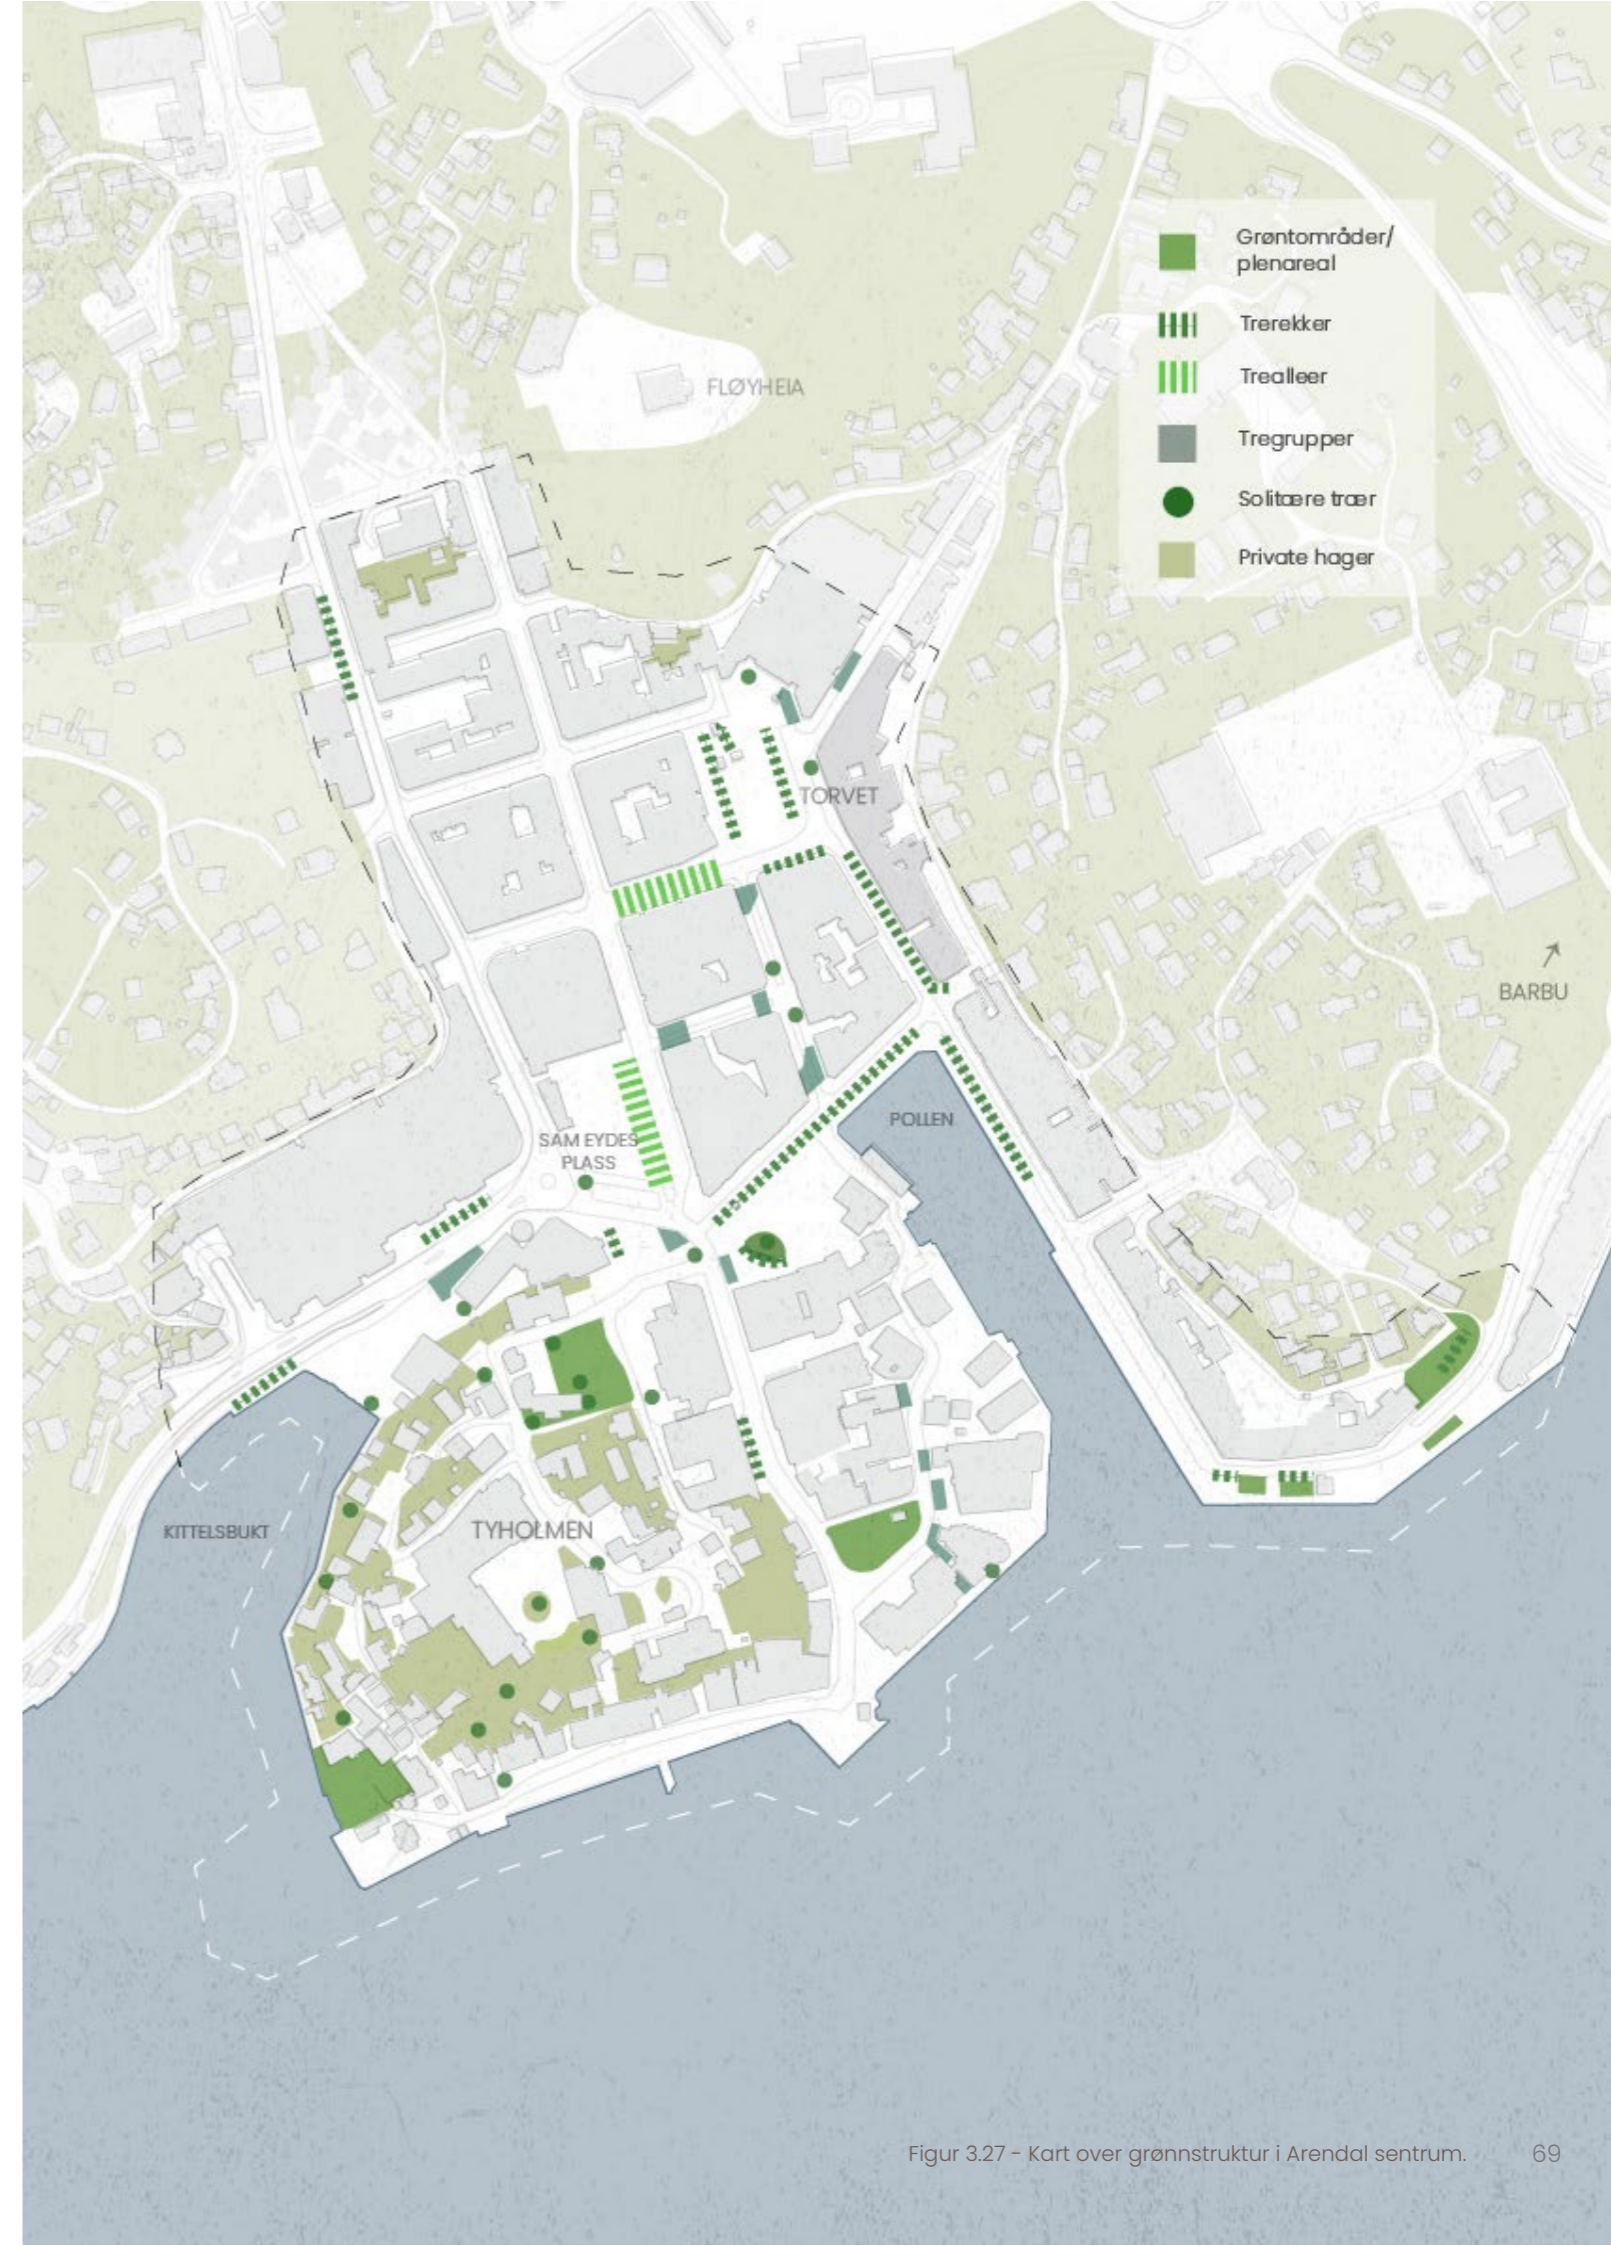 Grøntområder/
plenareal
Trerekker
Trealleer
Tregrupper
Solitære trær
Private hager
FLØYHEIA
TORVET
BARBU
POLLEN
SAM EYDES
PLASS
KITTELSBUKT
TYHOLMEN
Figur 3.27 - Kart over grønnstruktur i Arendal sentrum.
69